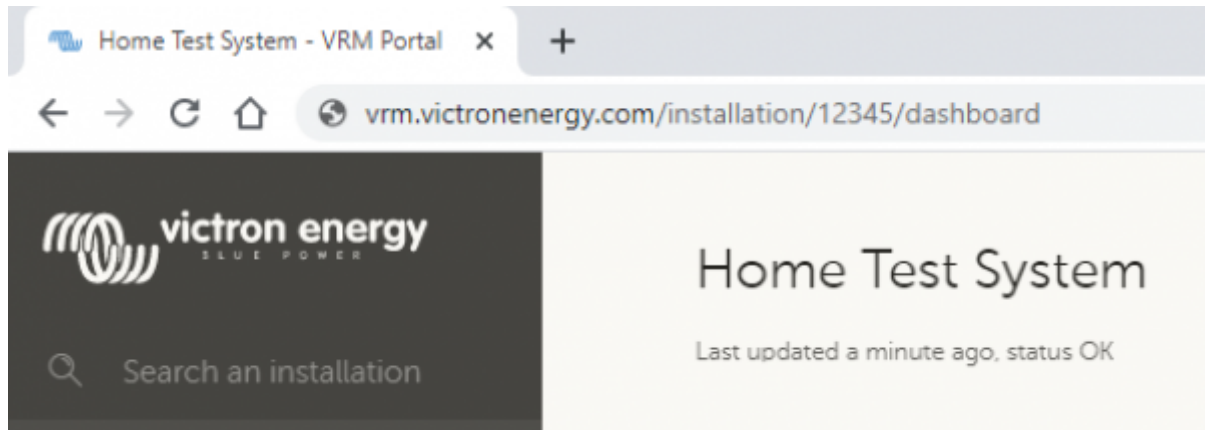 Home Test System - VRM Portal
vrm.victronenergy.com/installation/12345/dashboard
victron energy
BLUE POWER
Search an installation
Home Test System
Last updated a minute ago, status OK